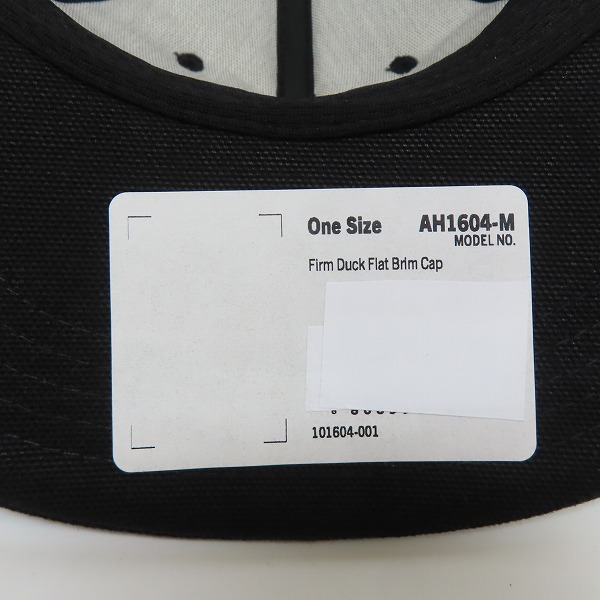 One Size
AH1604-M
MODEL NO.
Firm Duck Flat Brim Cap
101604-001